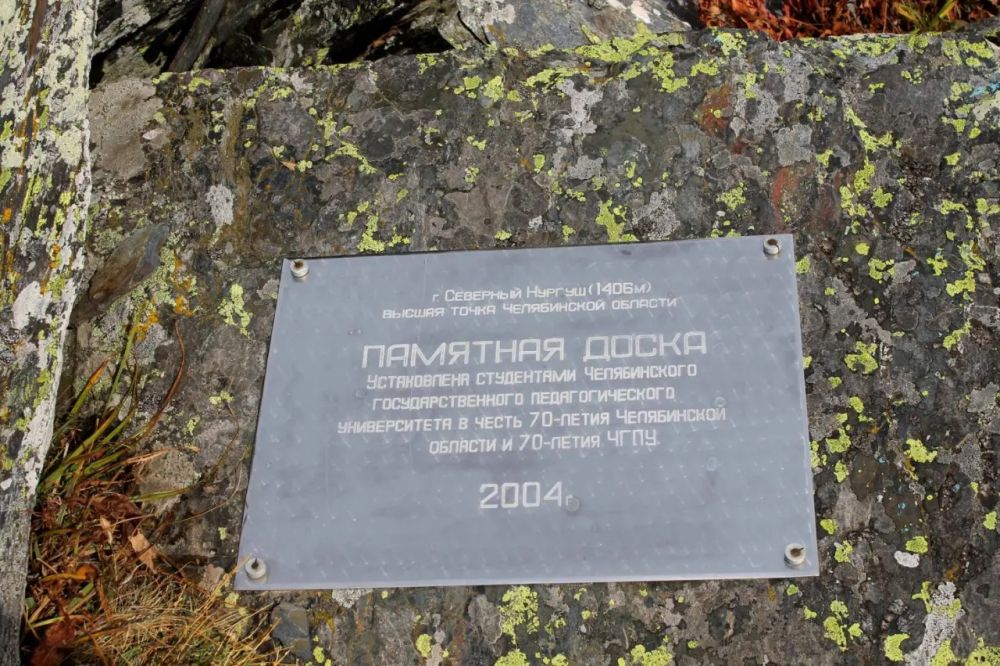 г. Северный Нургуш (1406м)
высшая точка Челябинской области
ПАМЯТНАЯ ДОСКА
Установлена студентами Челябинского
государственного педагогического
университета в честь 70-летия Челябинской
области и 70-летия ЧГПУ
2004г.